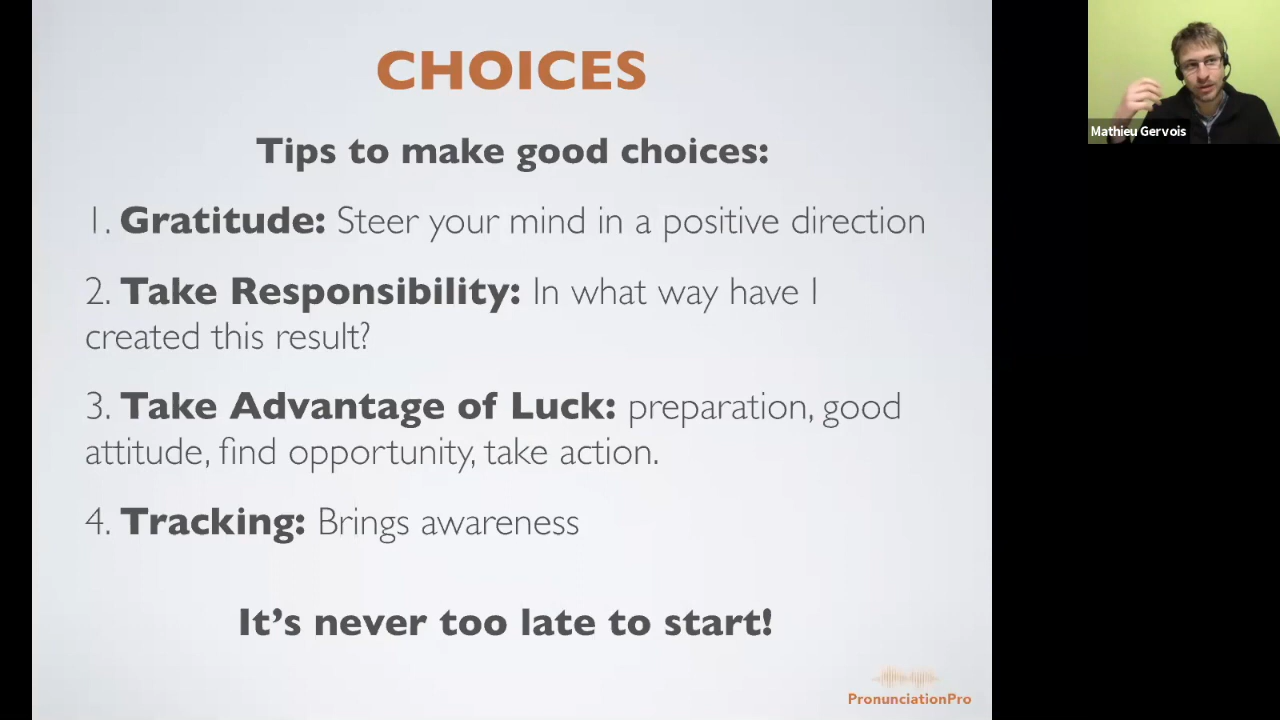 CHOICES
Tips to make good choices:
1. Gratitude: Steer your mind in a positive direction
2. Take Responsibility: In what way have I
created this result?
3. Take Advantage of Luck: preparation, good
attitude, find opportunity, take action.
4. Tracking: Brings awareness
It's never too late to start!
PronunciationPro
Mathieu Gervois